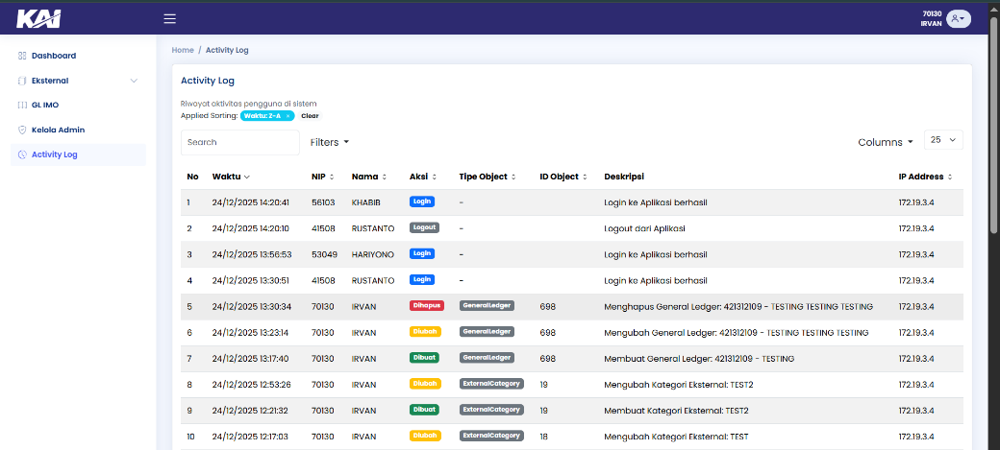 KAI
70130
IRVAN
Dashboard
Eksternal
GL IMO
Kelola Admin
Activity Log
Home / Activity Log
Activity Log
Riwayat aktivitas pengguna di sistem
Applied Sorting: Waktu: Z-A × Clear
Search Filters Columns 25
No Waktu NIP Nama Aksi Tipe Object ID Object Deskripsi IP Address
1 24/12/2025 14:20:41 56103 KHABIB Login - Login ke Aplikasi berhasil 172.19.3.4
2 24/12/2025 14:20:10 41508 RUSTANTO Logout - Logout dari Aplikasi 172.19.3.4
3 24/12/2025 13:56:53 53049 HARIYONO Login - Login ke Aplikasi berhasil 172.19.3.4
4 24/12/2025 13:30:51 41508 RUSTANTO Login - Login ke Aplikasi berhasil 172.19.3.4
5 24/12/2025 13:30:34 70130 IRVAN Dihapus GeneralLedger 698 Menghapus General Ledger: 421312109 - TESTING TESTING TESTING 172.19.3.4
6 24/12/2025 13:23:14 70130 IRVAN Diubah GeneralLedger 698 Mengubah General Ledger: 421312109 - TESTING TESTING TESTING 172.19.3.4
7 24/12/2025 13:17:40 70130 IRVAN Dibuat GeneralLedger 698 Membuat General Ledger: 421312109 - TESTING 172.19.3.4
8 24/12/2025 12:53:26 70130 IRVAN Diubah ExternalCategory 19 Mengubah Kategori Eksternal: TEST2 172.19.3.4
9 24/12/2025 12:21:32 70130 IRVAN Dibuat ExternalCategory 19 Membuat Kategori Eksternal: TEST2 172.19.3.4
10 24/12/2025 12:17:03 70130 IRVAN Diubah ExternalCategory 18 Mengubah Kategori Eksternal: TEST 172.19.3.4